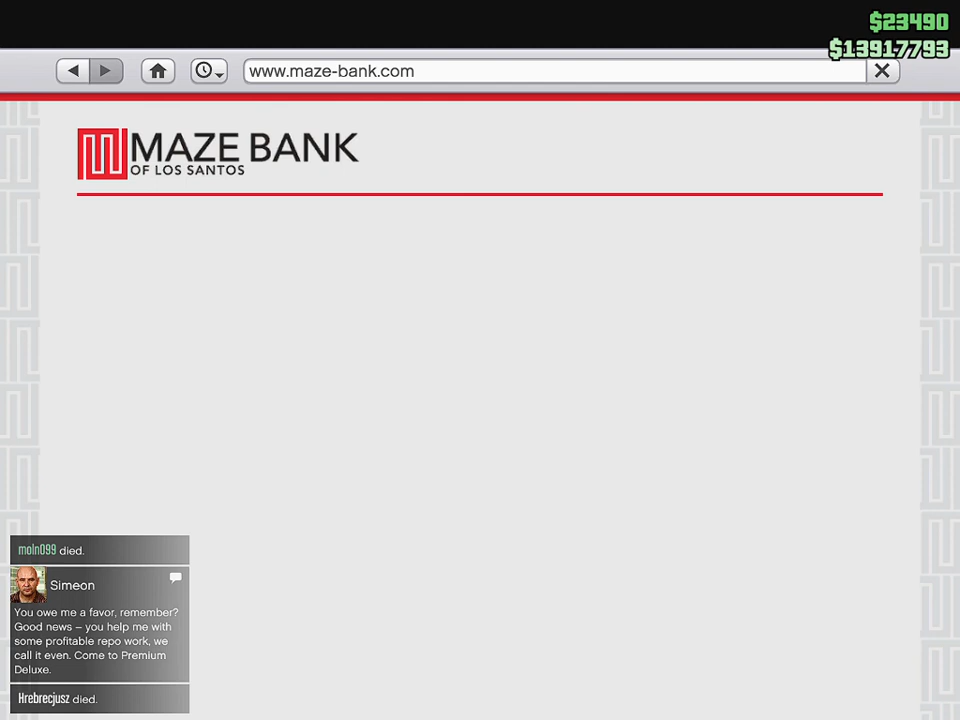 $23490
$13917793
www.maze-bank.com
MAZE BANK
OF LOS SANTOS
moln099 died.
Simeon
You owe me a favor, remember?
Good news – you help me with
some profitable repo work, we
call it even. Come to Premium
Deluxe.
Hrebrecjusz died.